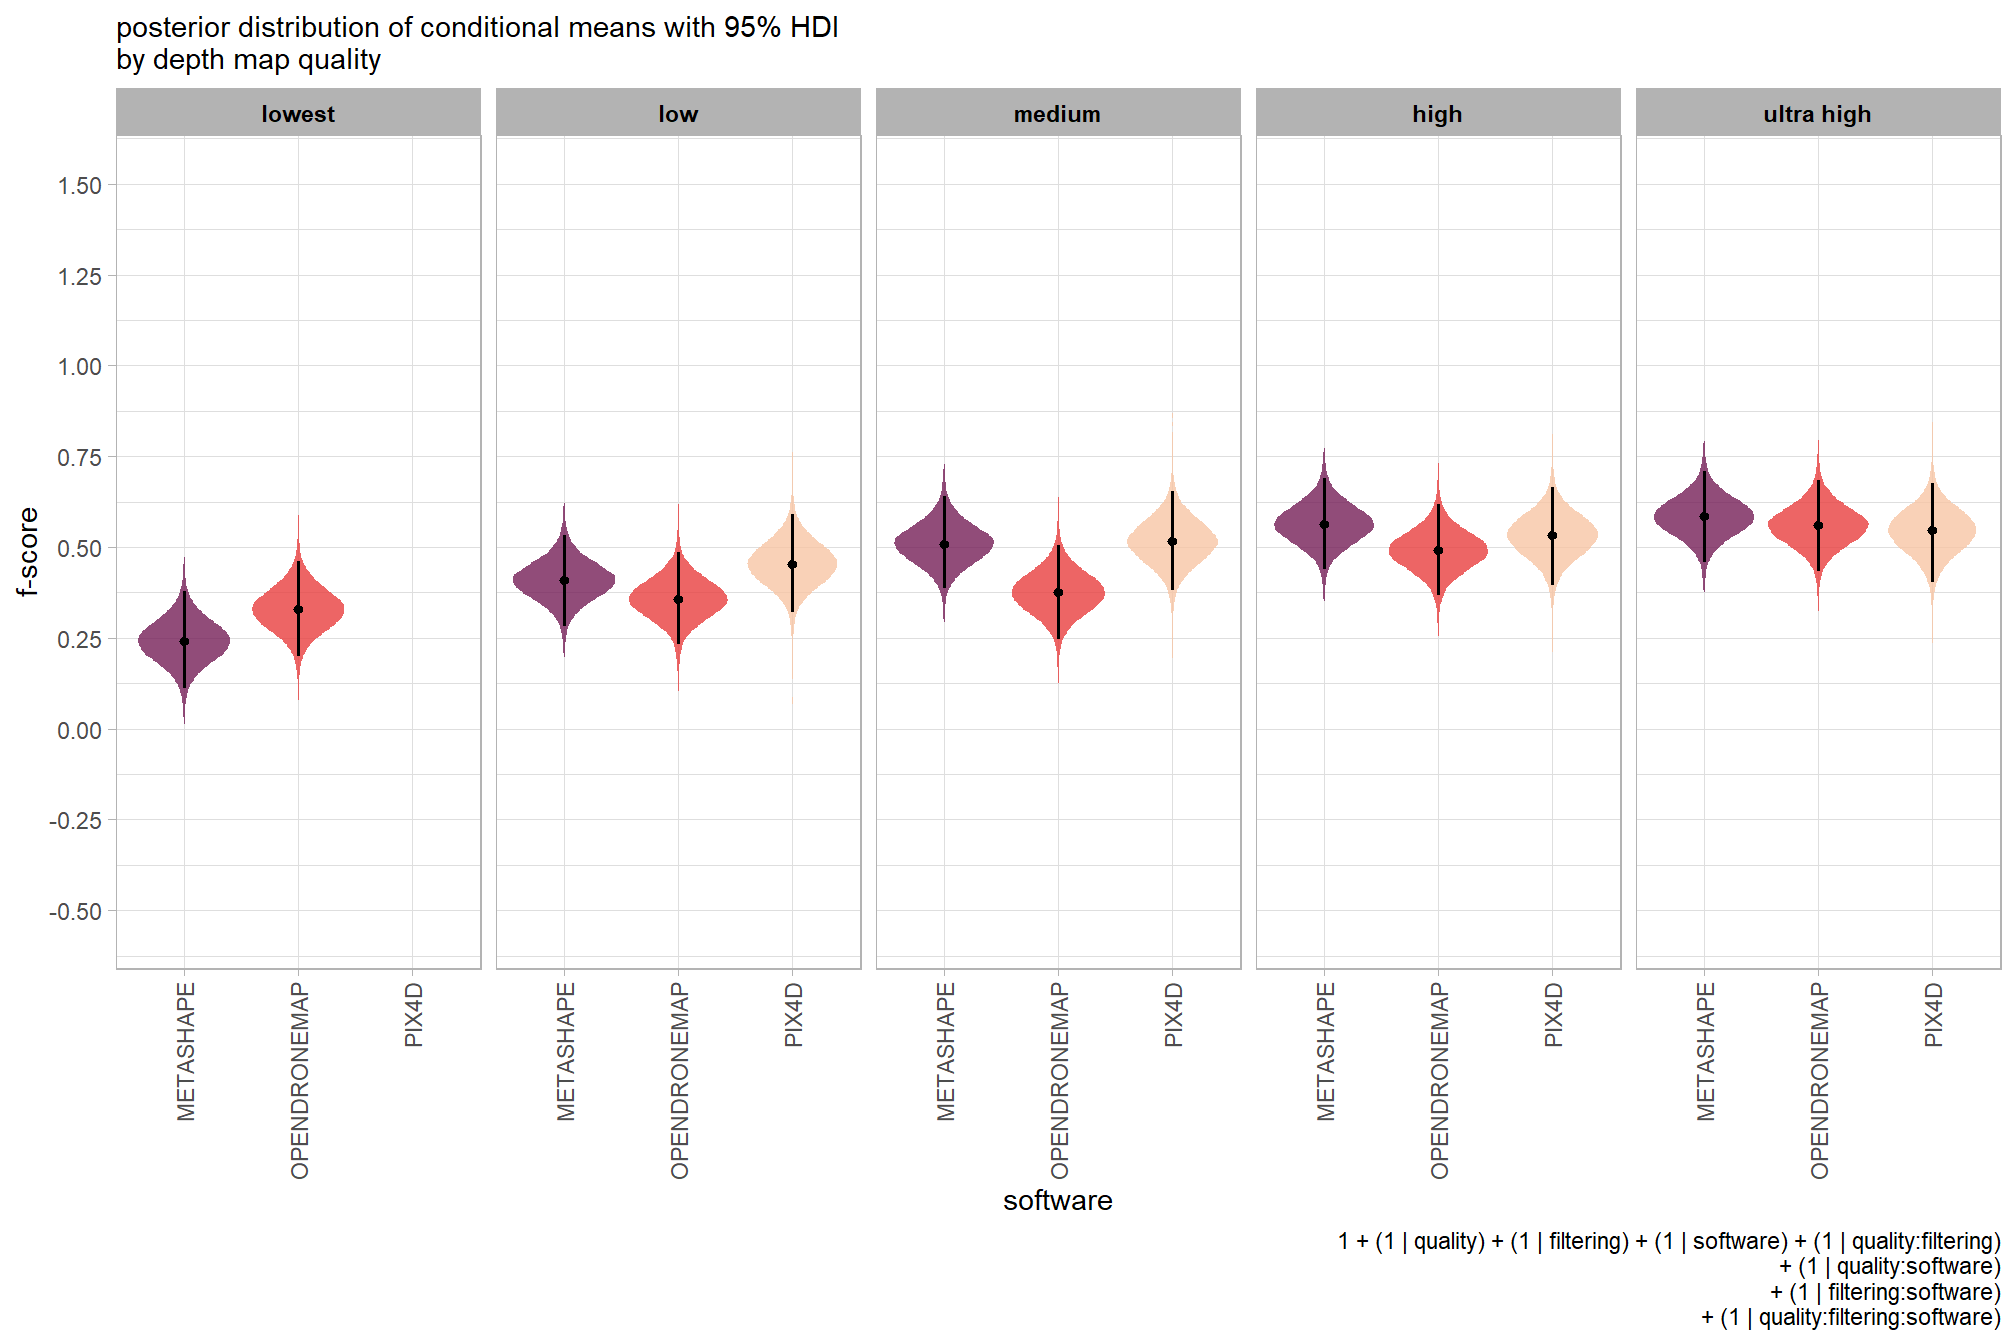 posterior distribution of conditional means with 95% HDI
by depth map quality
lowest
low
medium
high
ultra high
1.50
1.25
1.00
0.75
0.50
0.25
0.00
-0.25
-0.50
f-score
METASHAPE
OPENDRONEMAP
PIX4D
METASHAPE
OPENDRONEMAP
PIX4D
METASHAPE
OPENDRONEMAP
PIX4D
METASHAPE
OPENDRONEMAP
PIX4D
METASHAPE
OPENDRONEMAP
PIX4D
software
1 + (1 | quality) + (1 | filtering) + (1 | software) + (1 | quality:filtering)
+ (1 | quality:software)
+ (1 | filtering:software)
+ (1 | quality:filtering:software)